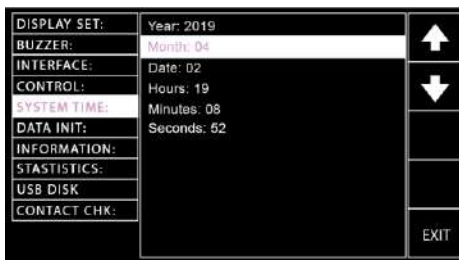 DISPLAY SET:
BUZZER:
INTERFACE:
CONTROL:
SYSTEM TIME:
DATA INIT:
INFORMATION:
STASTISTICS:
USB DISK
CONTACT CHK:
Year: 2019
Month: 04
Date: 02
Hours: 19
Minutes: 08
Seconds: 52
EXIT